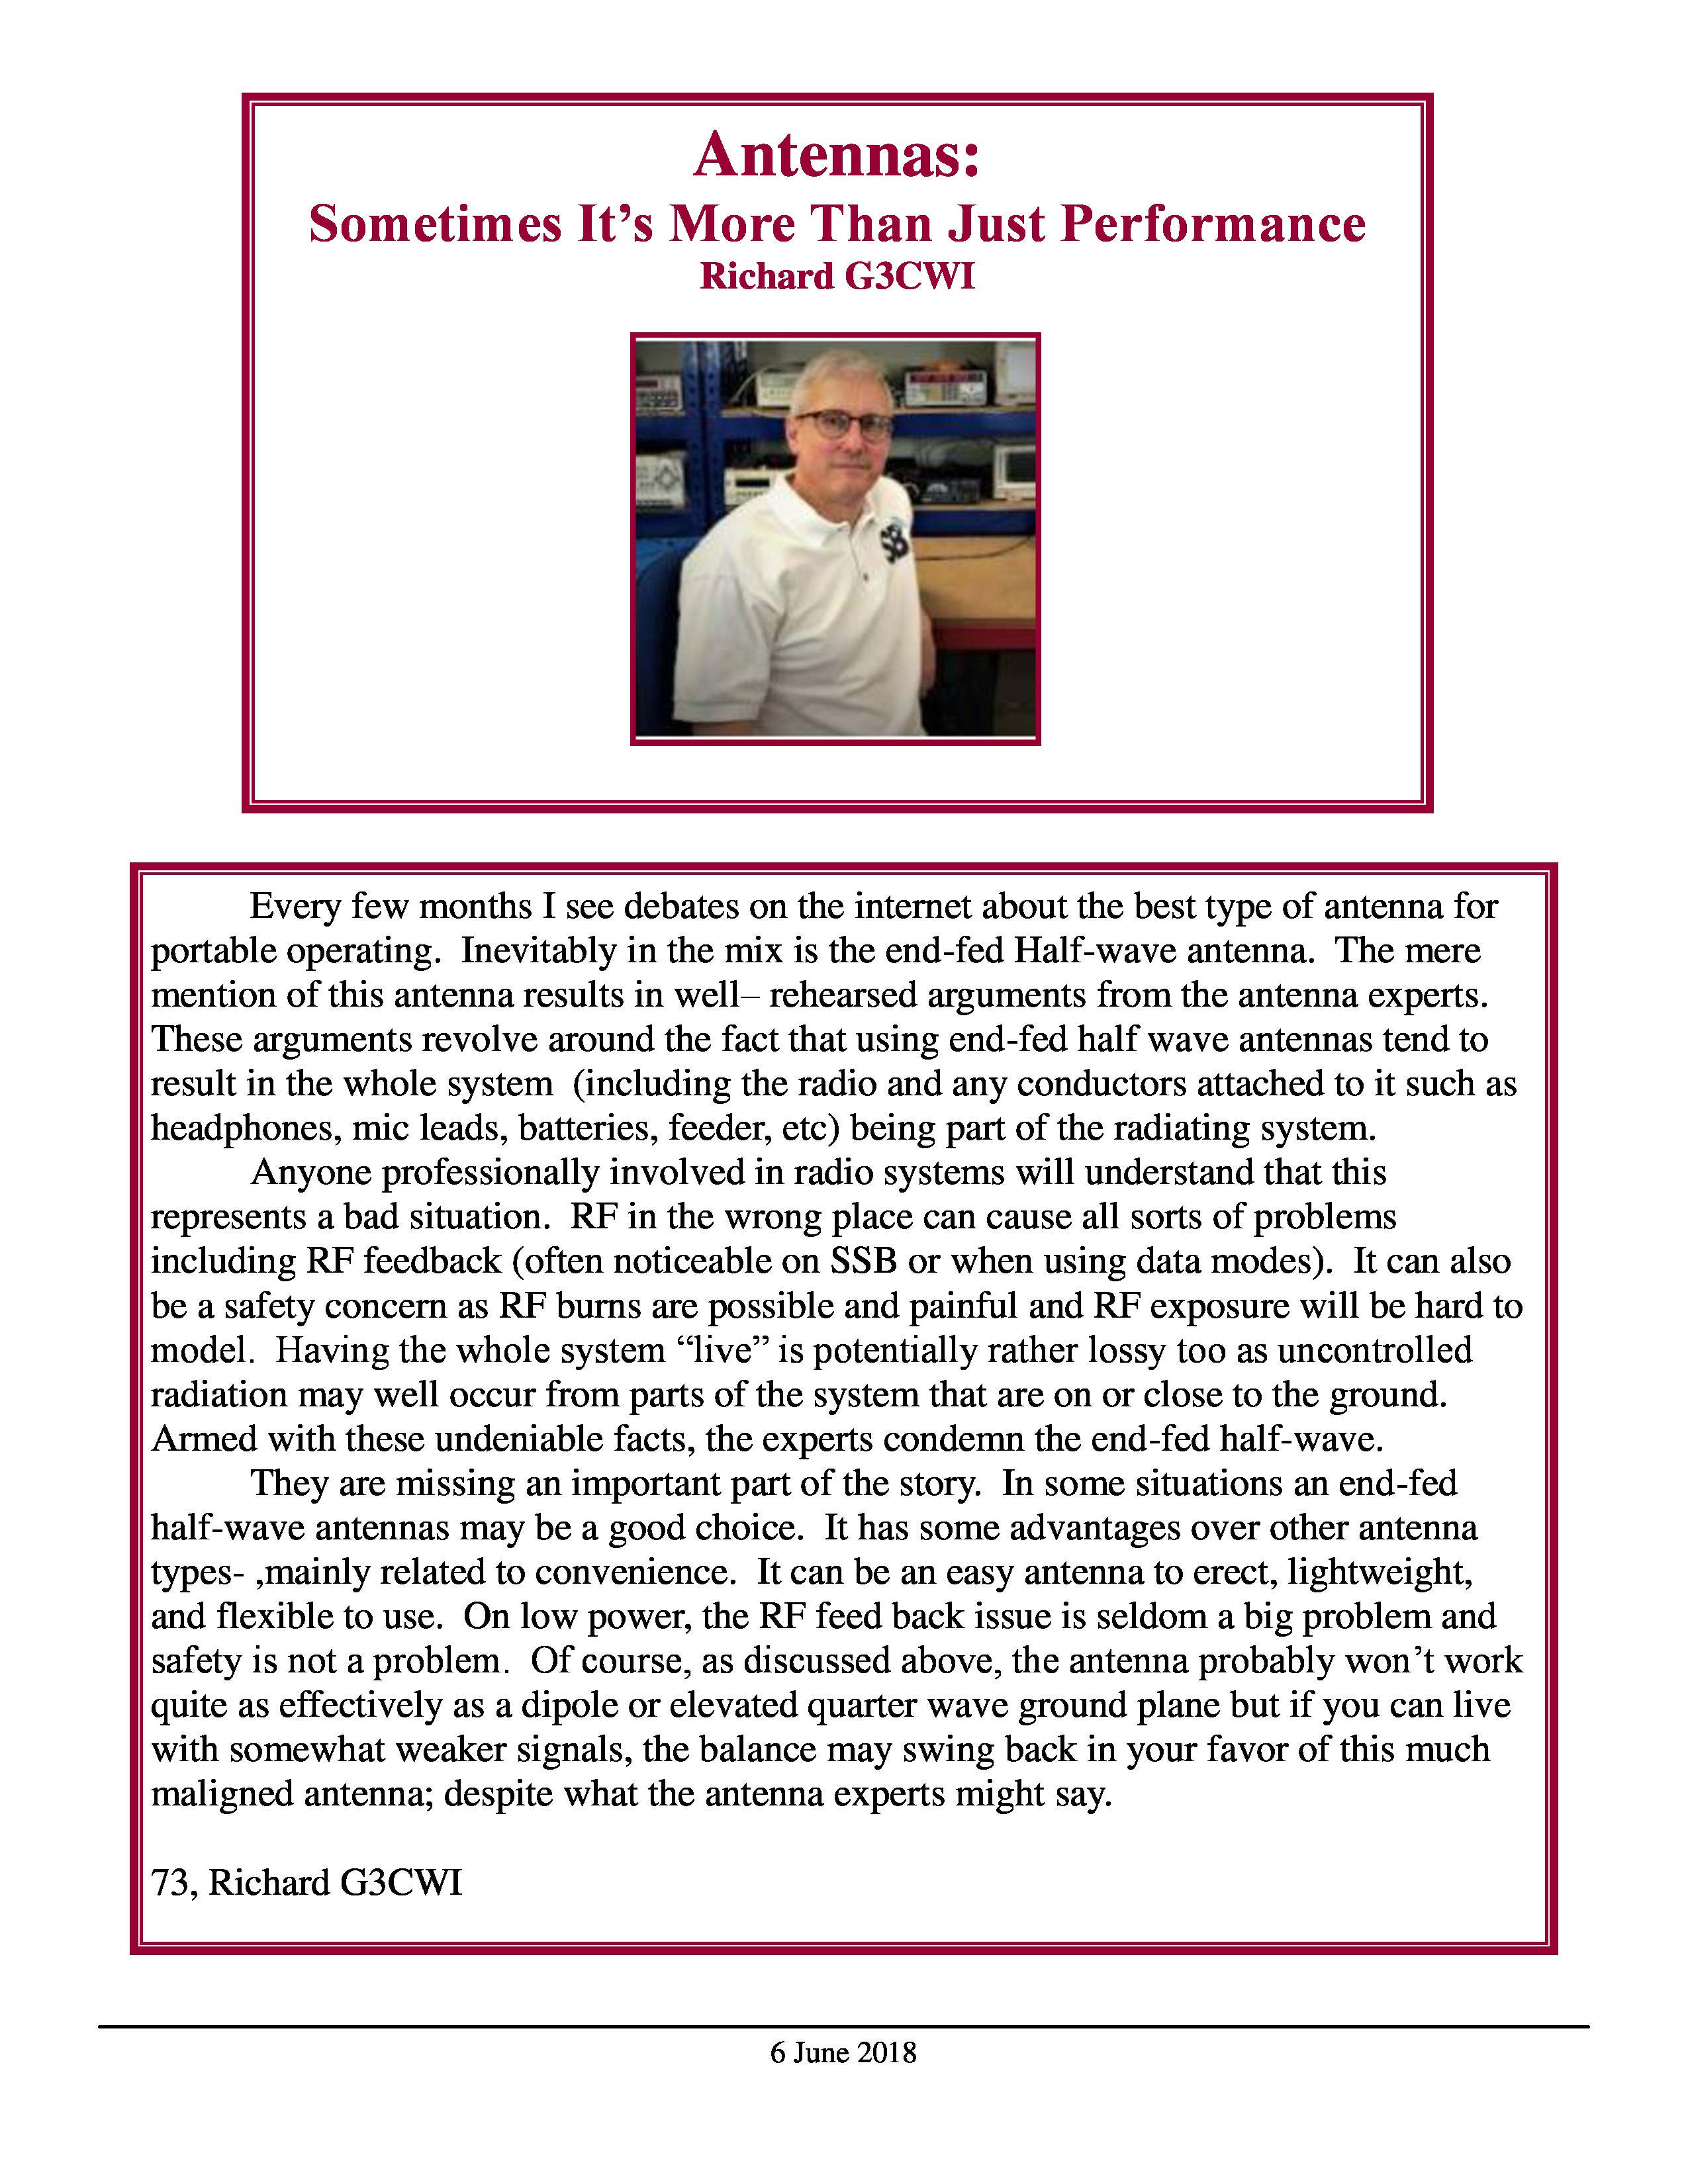 Antennas:
Sometimes It’s More Than Just Performance
Richard G3CWI
Every few months I see debates on the internet about the best type of antenna for
portable operating.  Inevitably in the mix is the end-fed Half-wave antenna.  The mere
mention of this antenna results in well– rehearsed arguments from the antenna experts.
These arguments revolve around the fact that using end-fed half wave antennas tend to
result in the whole system  (including the radio and any conductors attached to it such as
headphones, mic leads, batteries, feeder, etc) being part of the radiating system.
Anyone professionally involved in radio systems will understand that this
represents a bad situation.  RF in the wrong place can cause all sorts of problems
including RF feedback (often noticeable on SSB or when using data modes).  It can also
be a safety concern as RF burns are possible and painful and RF exposure will be hard to
model.  Having the whole system “live” is potentially rather lossy too as uncontrolled
radiation may well occur from parts of the system that are on or close to the ground.
Armed with these undeniable facts, the experts condemn the end-fed half-wave.
They are missing an important part of the story.  In some situations an end-fed
half-wave antennas may be a good choice.  It has some advantages over other antenna
types- ,mainly related to convenience.  It can be an easy antenna to erect, lightweight,
and flexible to use.  On low power, the RF feed back issue is seldom a big problem and
safety is not a problem.  Of course, as discussed above, the antenna probably won’t work
quite as effectively as a dipole or elevated quarter wave ground plane but if you can live
with somewhat weaker signals, the balance may swing back in your favor of this much
maligned antenna; despite what the antenna experts might say.
73, Richard G3CWI
6 June 2018